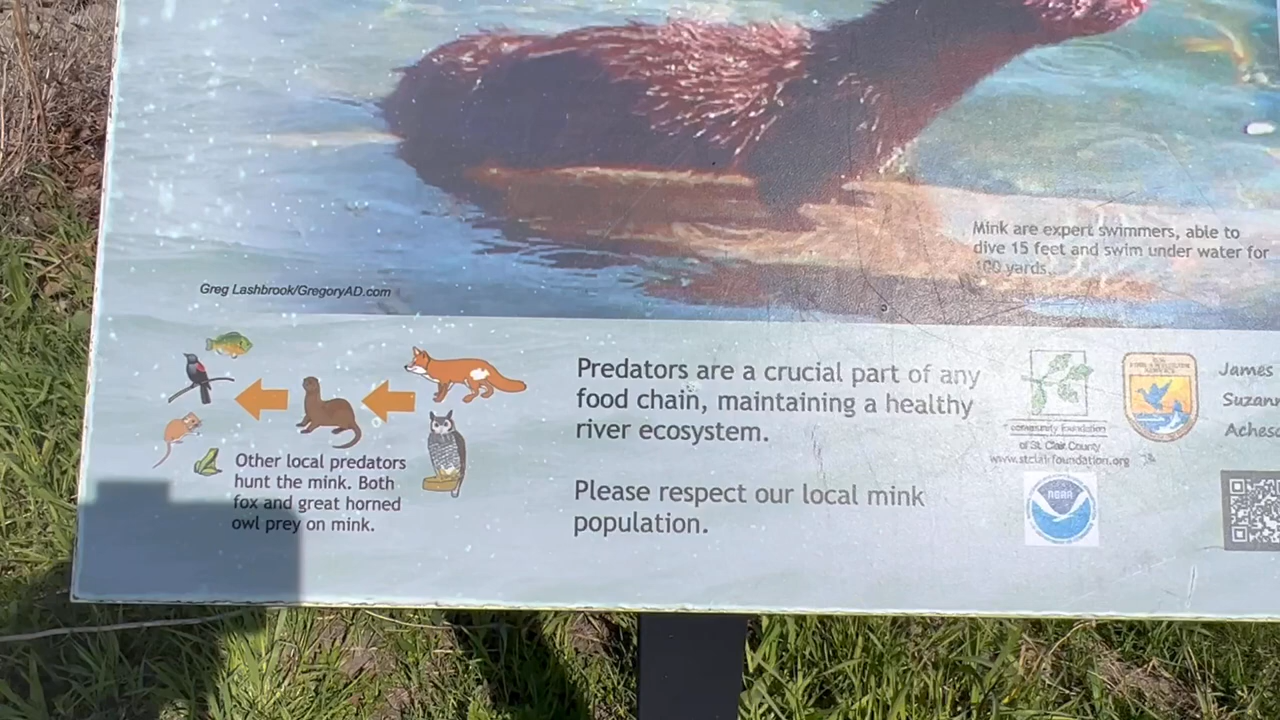 Mink are expert swimmers, able to
dive 15 feet and swim under water for
100 yards.
Greg Lashbrook/GregoryAD.com
Other local predators
hunt the mink. Both
fox and great horned
owl prey on mink.
Predators are a crucial part of any
food chain, maintaining a healthy
river ecosystem.
Please respect our local mink
population.
community foundation
of St. Clair County
www.stclairfoundation.org
NOAA
James
Suzann
Acheso